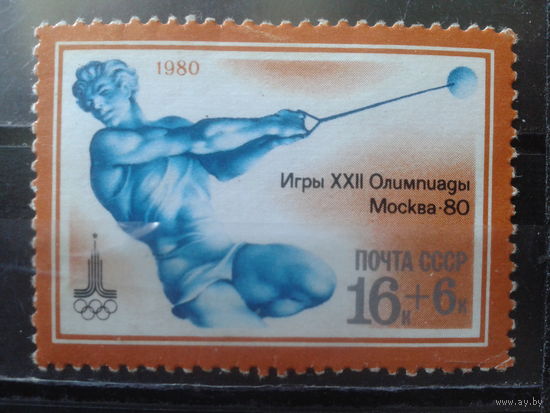 1980
Игры XXII Олимпиады
Москва-80
ПОЧТА СССР
16к+6к
www.ay.by